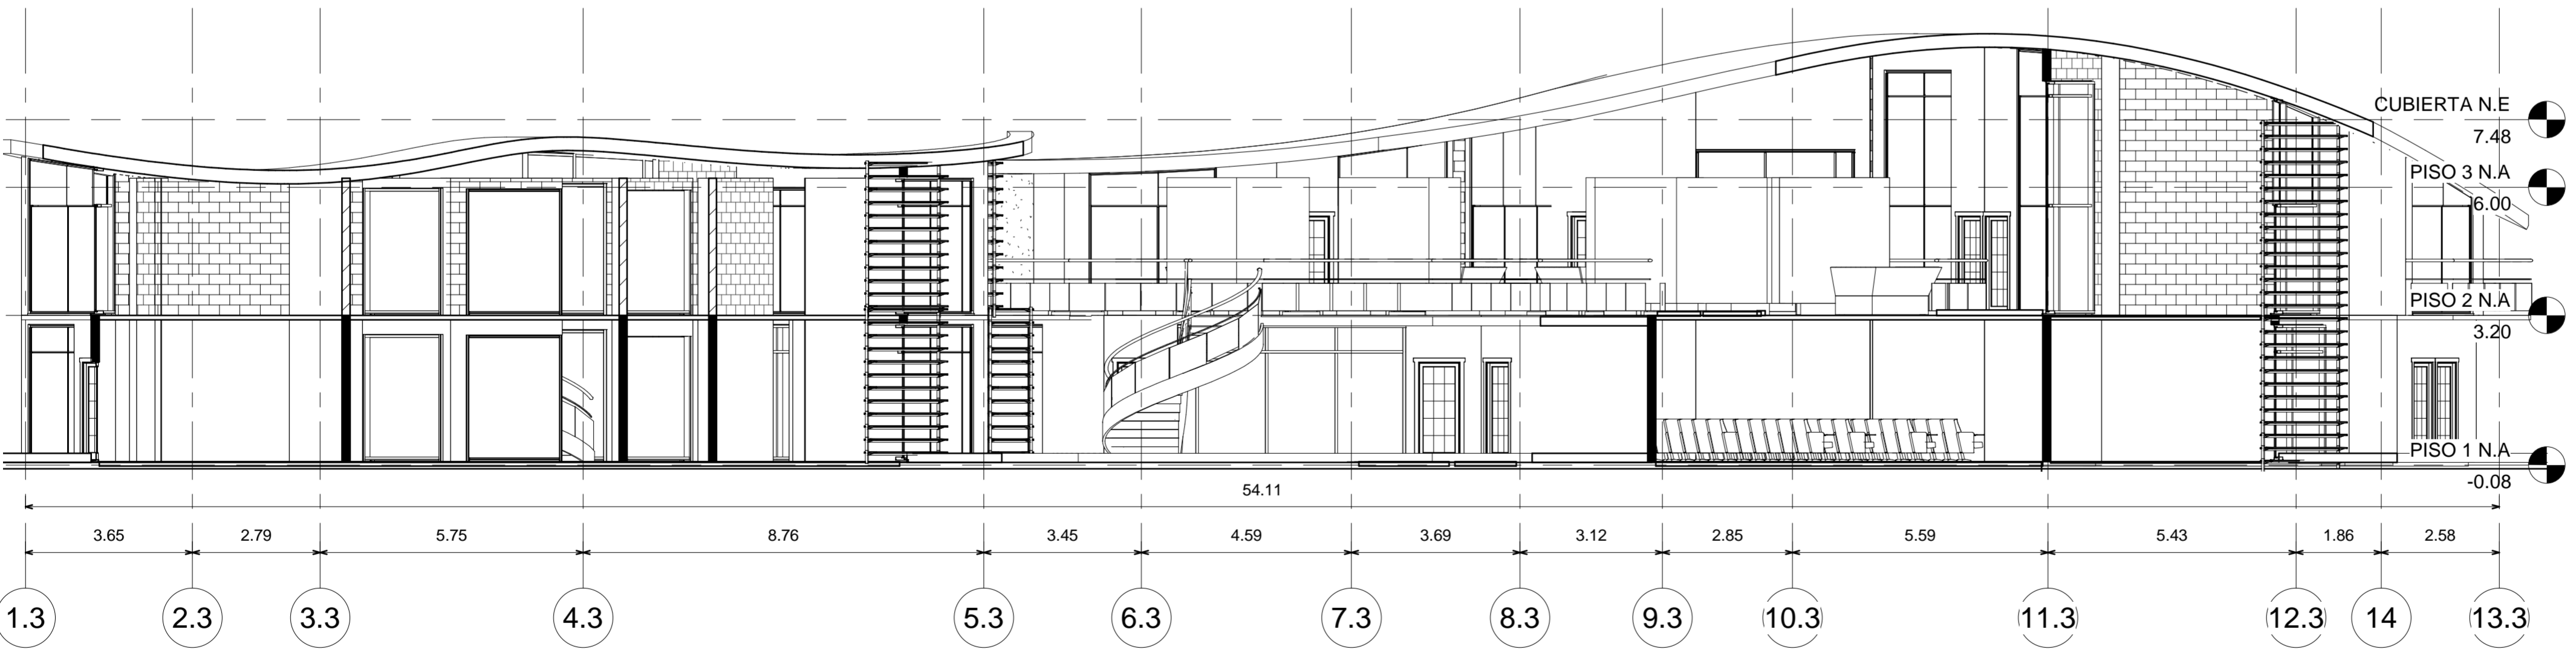 CUBIERTA N.E
7.48
PISO 3 N.A
6.00
PISO 2 N.A
3.20
PISO 1 N.A
-0.08
54.11
3.65 2.79 5.75 8.76 3.45 4.59 3.69 3.12 2.85 5.59 5.43 1.86 2.58
1.3 2.3 3.3 4.3 5.3 6.3 7.3 8.3 9.3 10.3 11.3 12.3 14 13.3